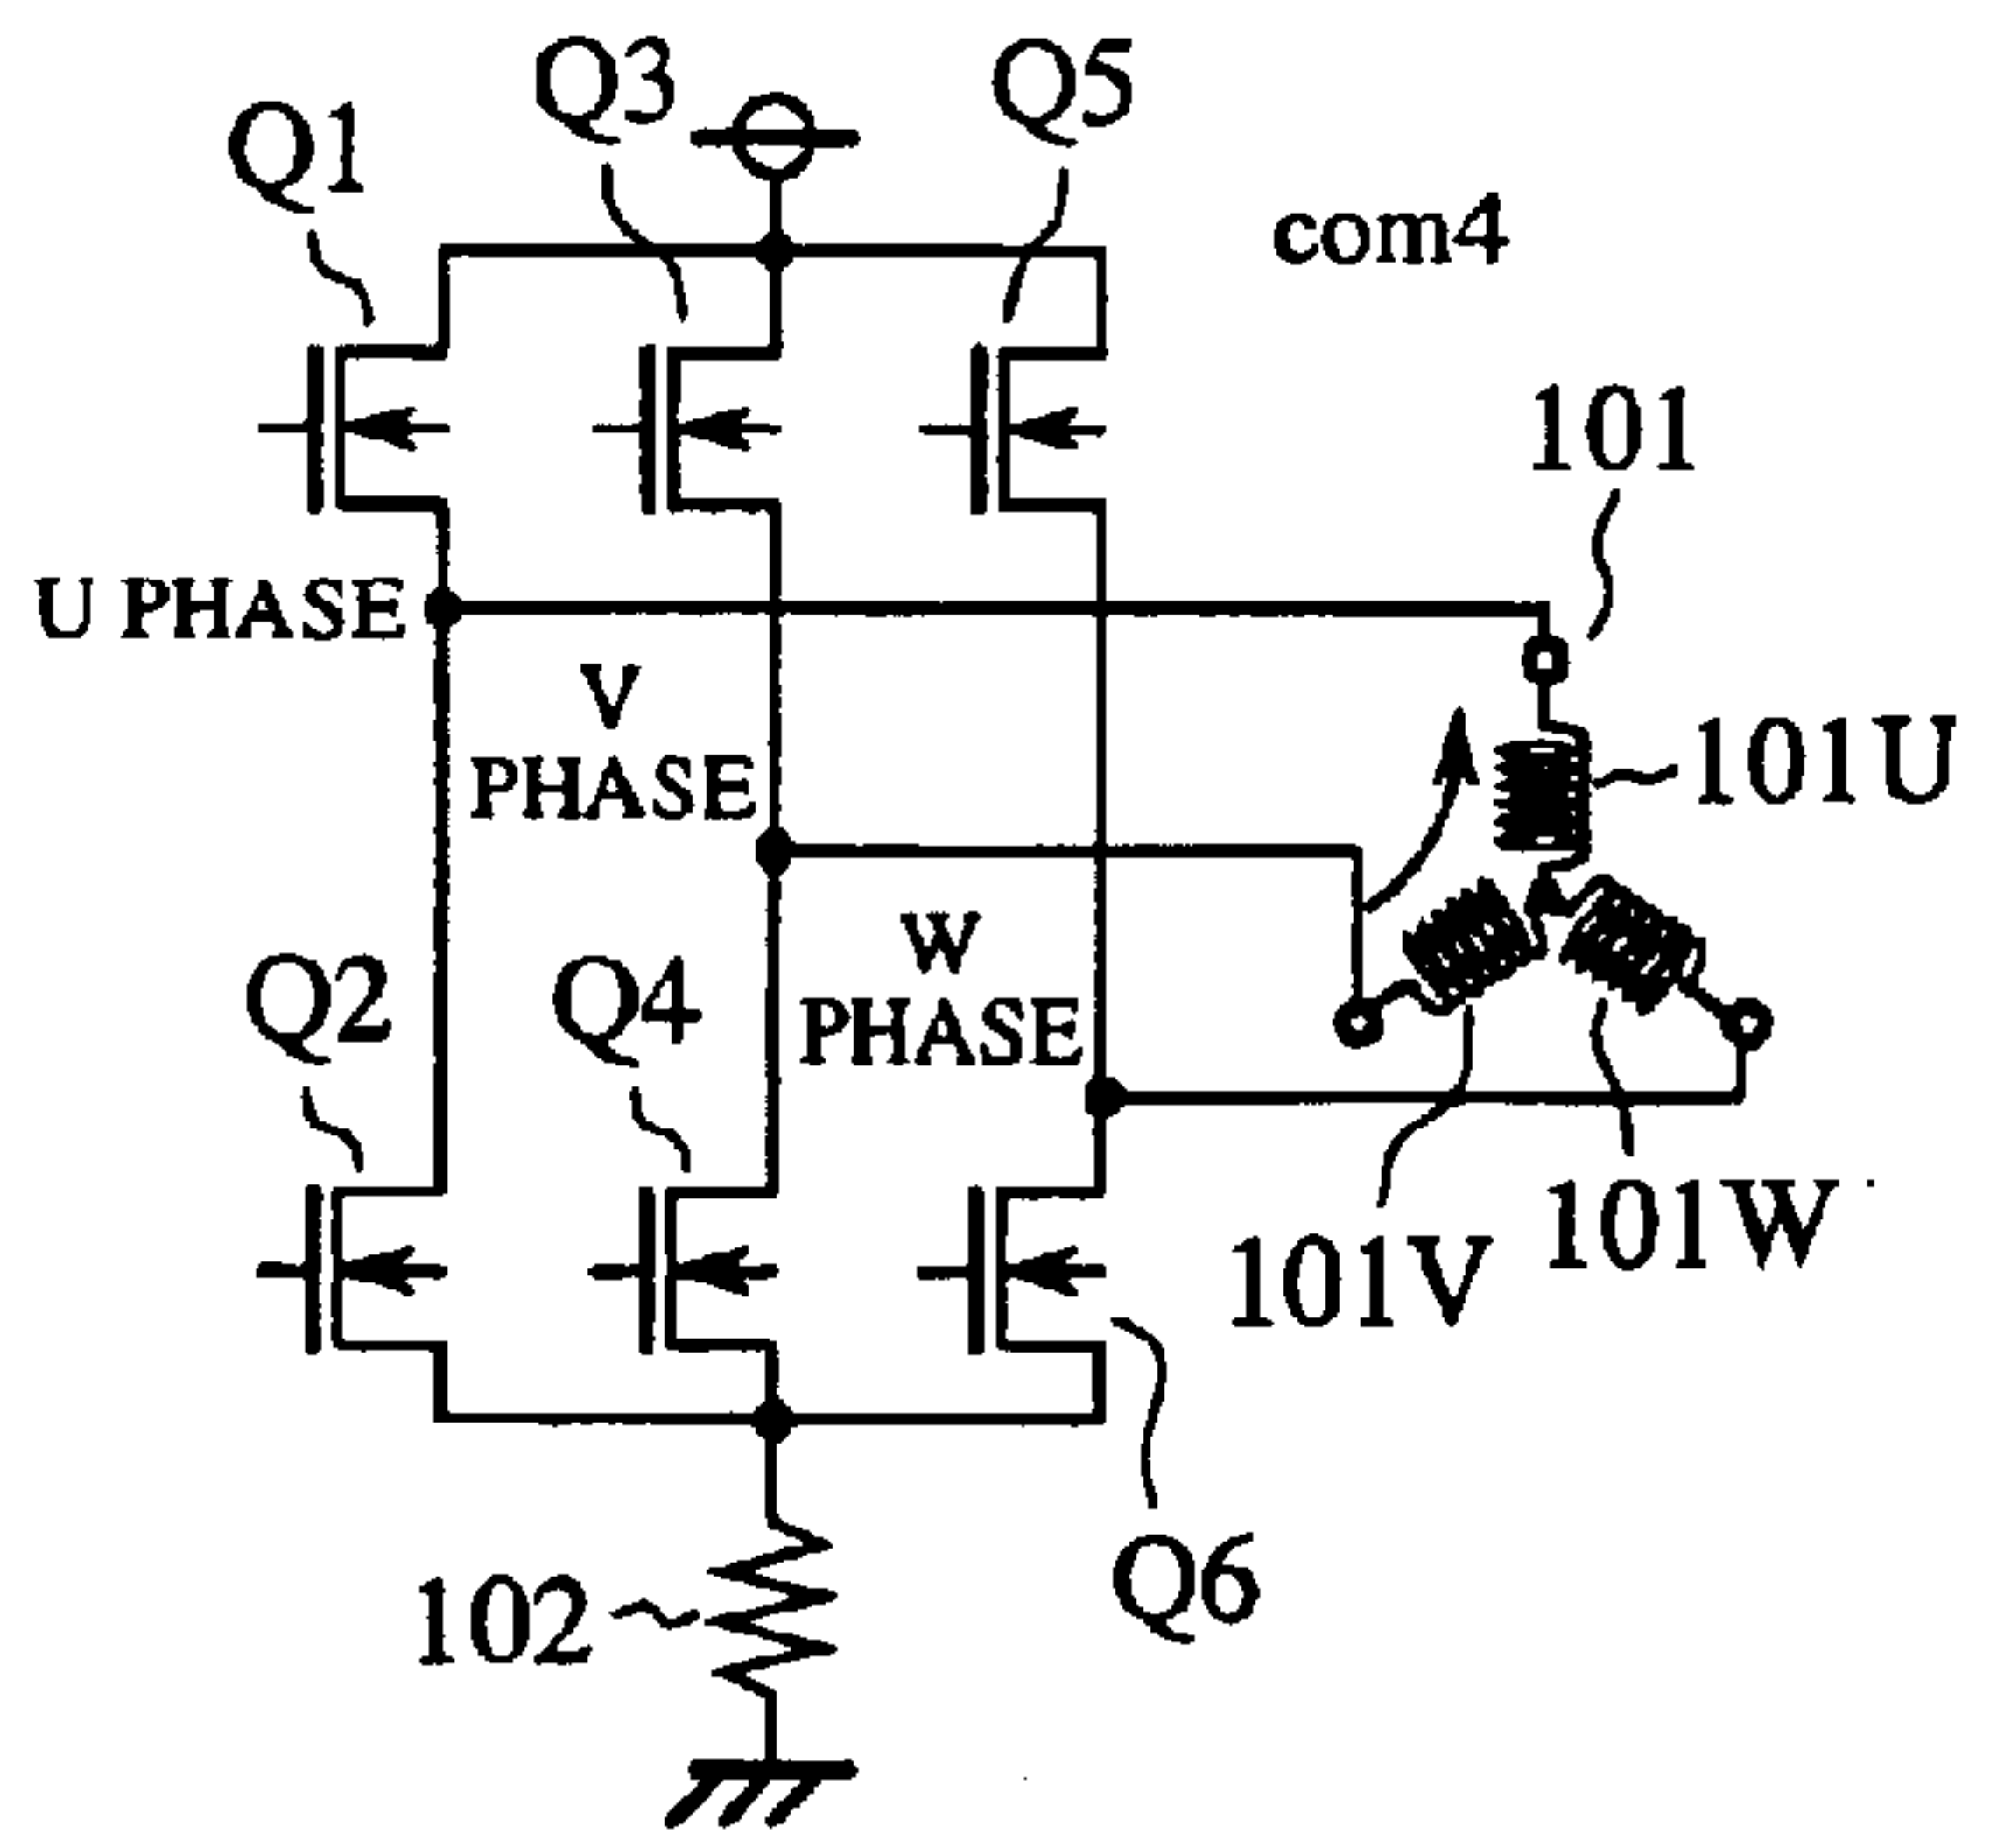 Q3
Q5
Q1
com4
101
U PHASE
V
PHASE
101U
W
PHASE
Q2
Q4
101V
101W
Q6
102